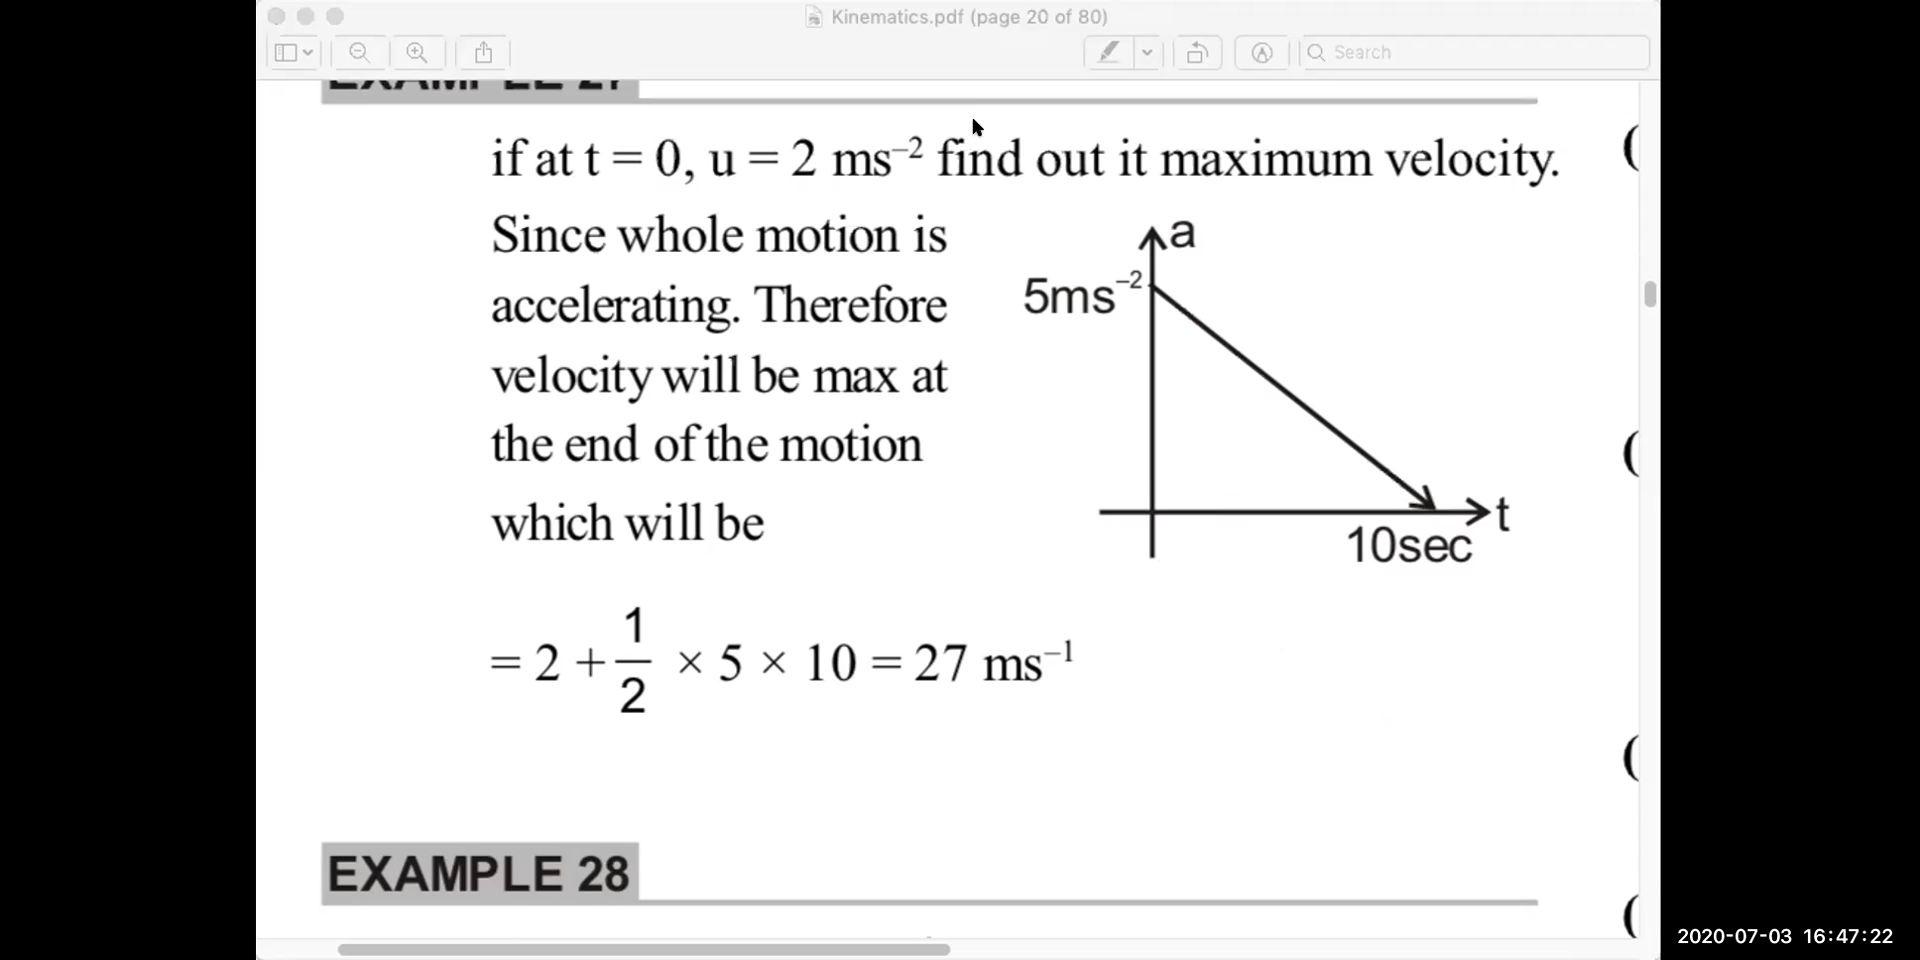 Kinematics.pdf (page 20 of 80)
Search
EXAMPLE 27
if at t = 0, u = 2 ms⁻² find out it maximum velocity.
Since whole motion is
accelerating. Therefore
velocity will be max at
the end of the motion
which will be
a
5ms⁻²
t
10sec
= 2 + 1/2 × 5 × 10 = 27 ms⁻¹
EXAMPLE 28
(
(
(
(
2020-07-03 16:47:22